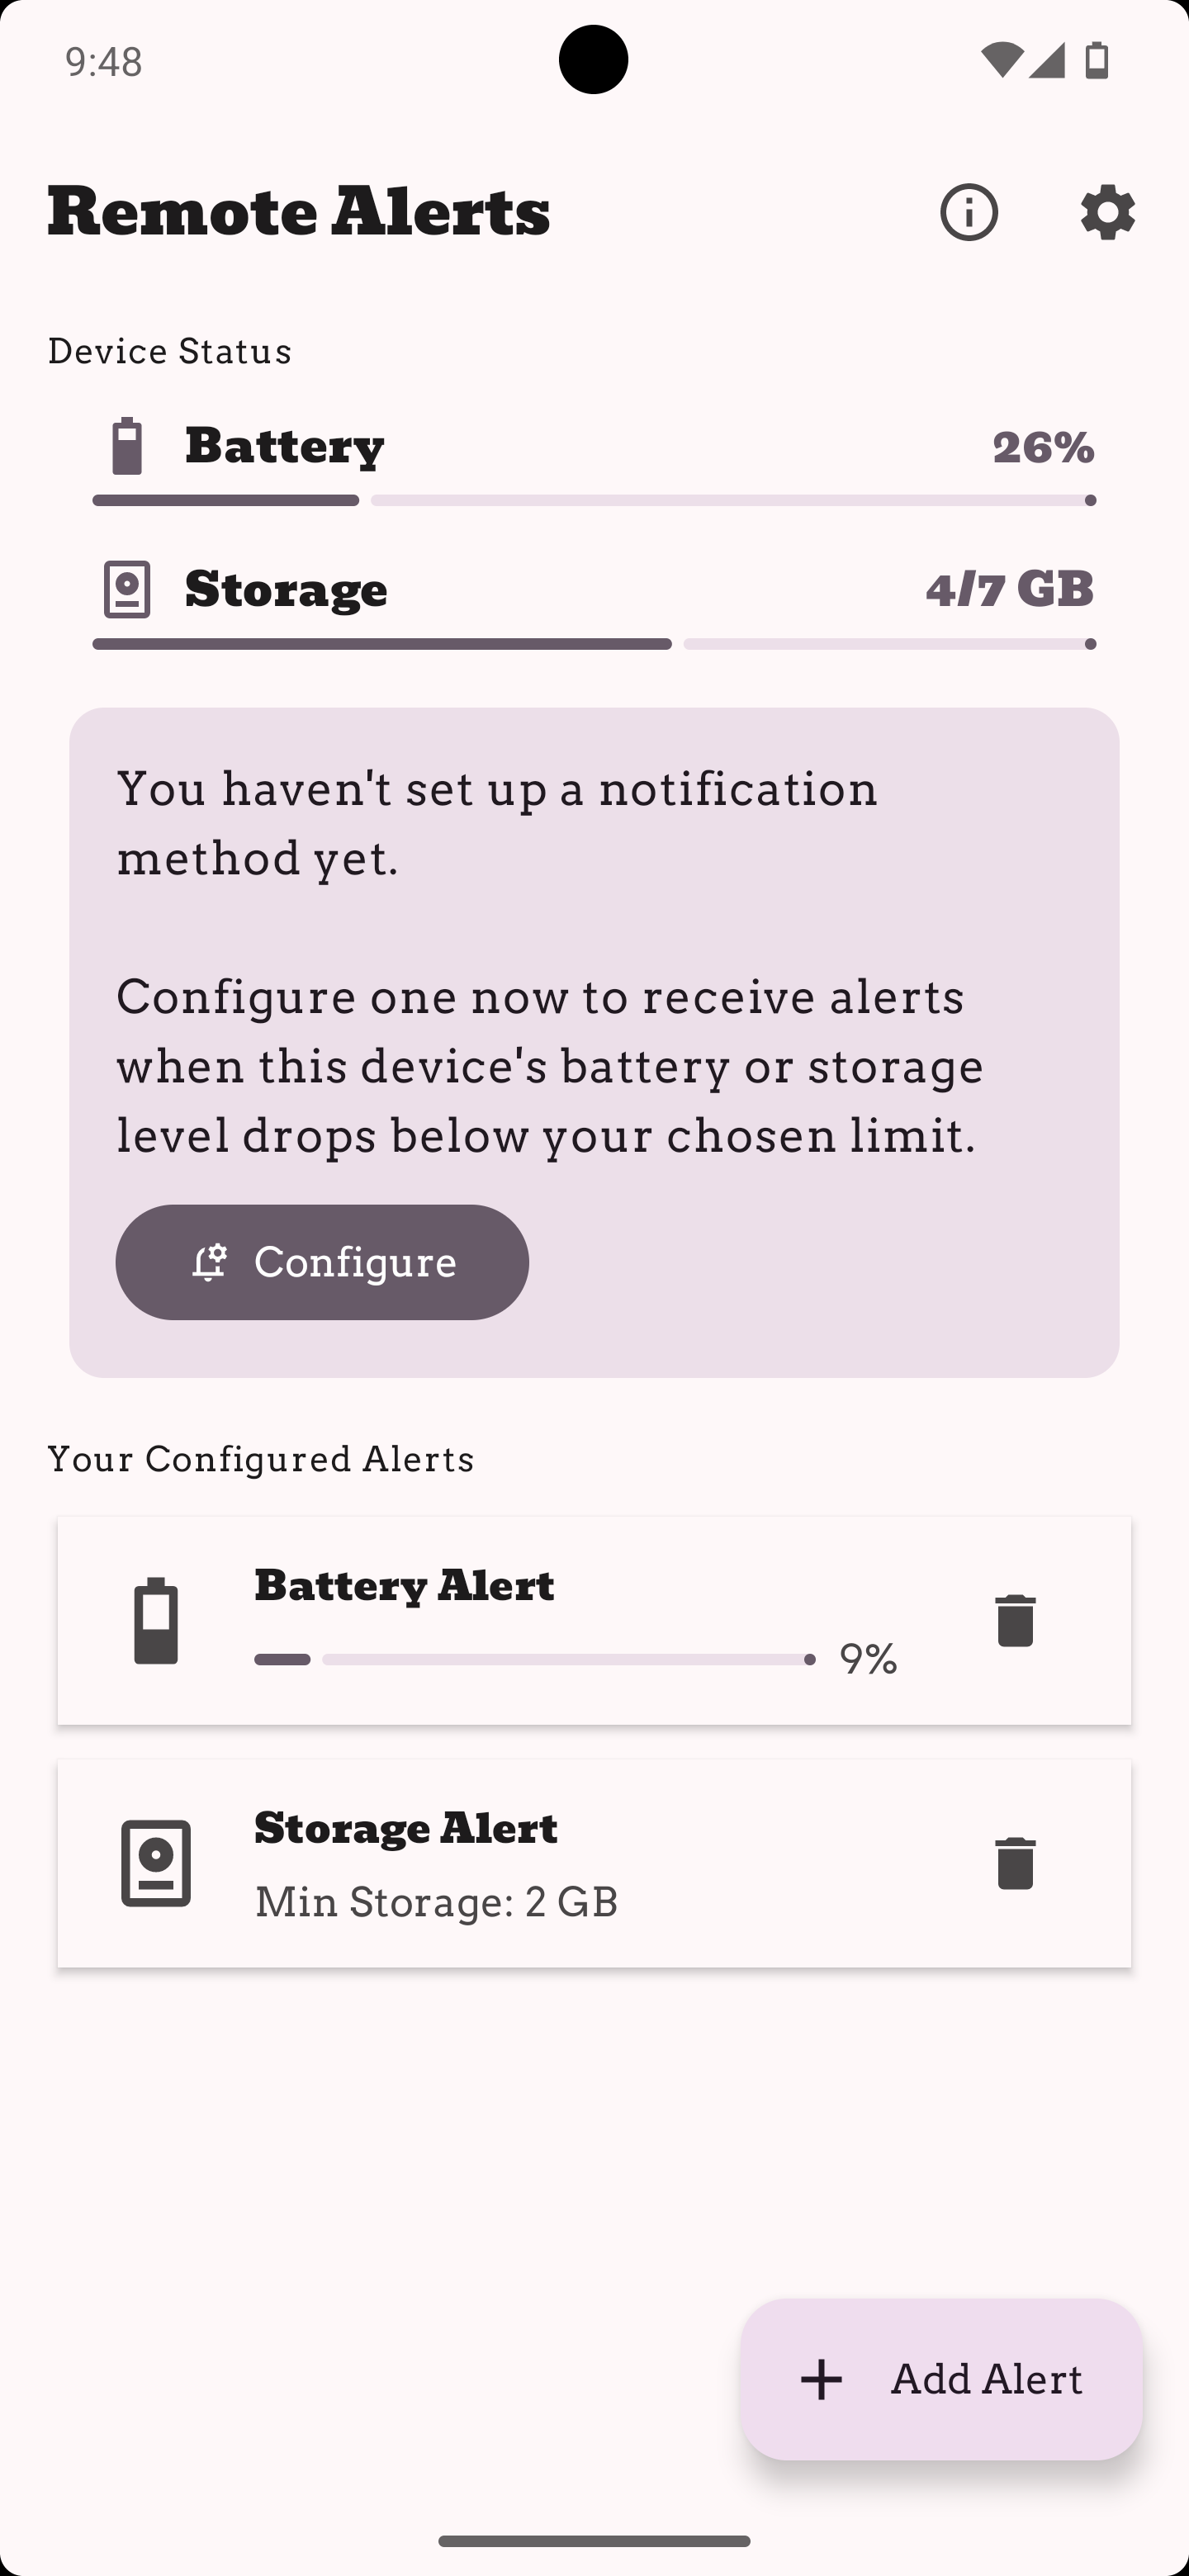 9:48
Remote Alerts
Device Status
Battery
26%
Storage
4/7 GB
You haven't set up a notification
method yet.
Configure one now to receive alerts
when this device's battery or storage
level drops below your chosen limit.
Configure
Your Configured Alerts
Battery Alert
9%
Storage Alert
Min Storage: 2 GB
Add Alert